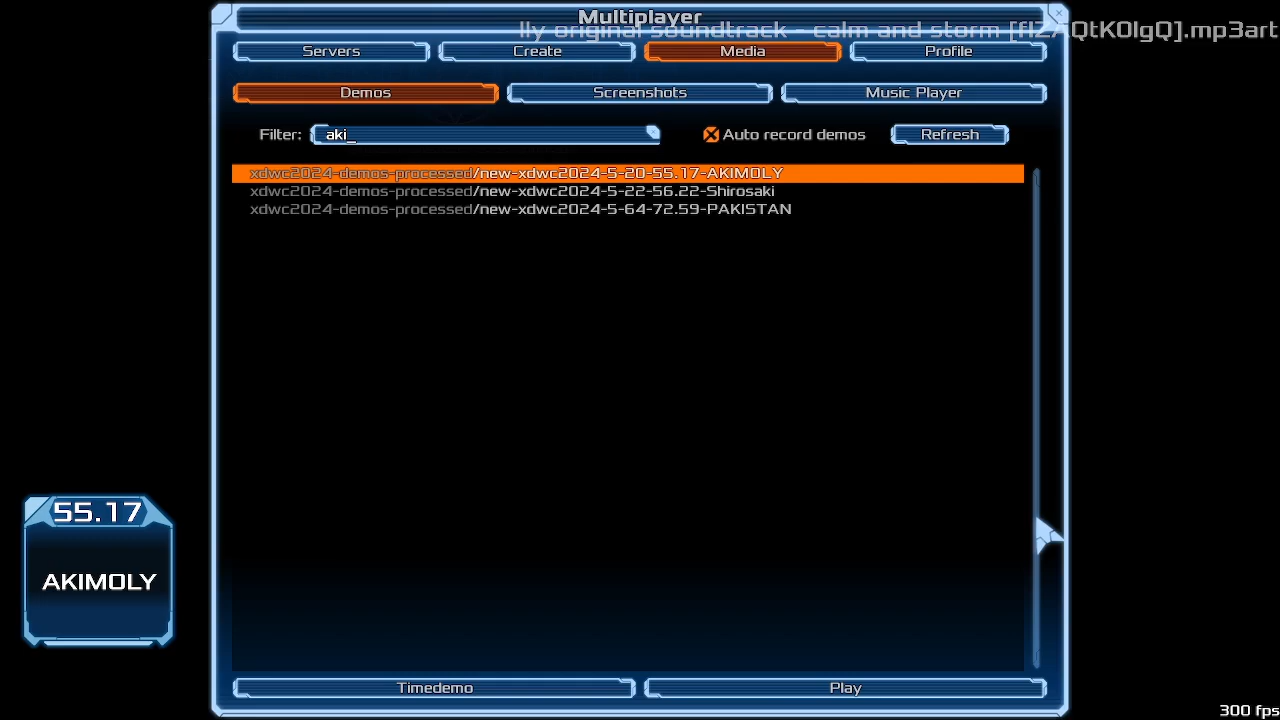 Multiplayer
lly original soundtrack - calm and storm [flZAQtK0IgQ].mp3art
Servers Create Media Profile
Demos Screenshots Music Player
Filter: aki_ Auto record demos Refresh
xdwc2024-demos-processed/new-xdwc2024-5-20-55.17-AKIMOLY
xdwc2024-demos-processed/new-xdwc2024-5-22-56.22-Shirosaki
xdwc2024-demos-processed/new-xdwc2024-5-64-72.59-PAKISTAN
55.17
AKIMOLY
Timedemo Play
300 fps